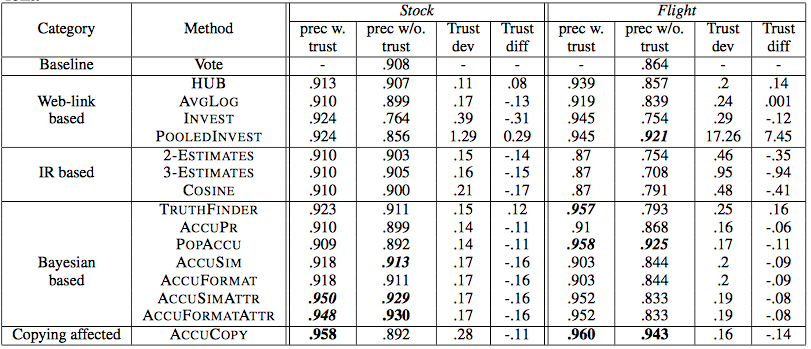 Category Method Stock Flight
prec w. trust prec w/o. trust Trust dev Trust diff prec w. trust prec w/o. trust Trust dev Trust diff
Baseline Vote - .908 - - - .864 - -
Web-link based
HUB .913 .907 .11 .08 .939 .857 .2 .14
AVGLOG .910 .899 .17 -.13 .919 .839 .24 .001
INVEST .924 .764 .39 -.31 .945 .754 .29 -.12
POOLEDINVEST .924 .856 1.29 0.29 .945 .921 17.26 7.45
IR based
2-ESTIMATES .910 .903 .15 -.14 .87 .754 .46 -.35
3-ESTIMATES .910 .905 .16 -.15 .87 .708 .95 -.94
COSINE .910 .900 .21 -.17 .87 .791 .48 -.41
Bayesian based
TRUTHFINDER .923 .911 .15 .12 .957 .793 .25 .16
ACCUPR .910 .899 .14 -.11 .91 .868 .16 -.06
POPACCU .909 .892 .14 -.11 .958 .925 .17 -.11
ACCUSIM .918 .913 .17 -.16 .903 .844 .2 -.09
ACCUFORMAT .918 .911 .17 -.16 .903 .844 .2 -.09
ACCUSIMATTR .950 .929 .17 -.16 .952 .833 .19 -.08
ACCUFORMATATTR .948 .930 .17 -.16 .952 .833 .19 -.08
Copying affected ACCUCOPY .958 .892 .28 -.11 .960 .943 .16 -.14